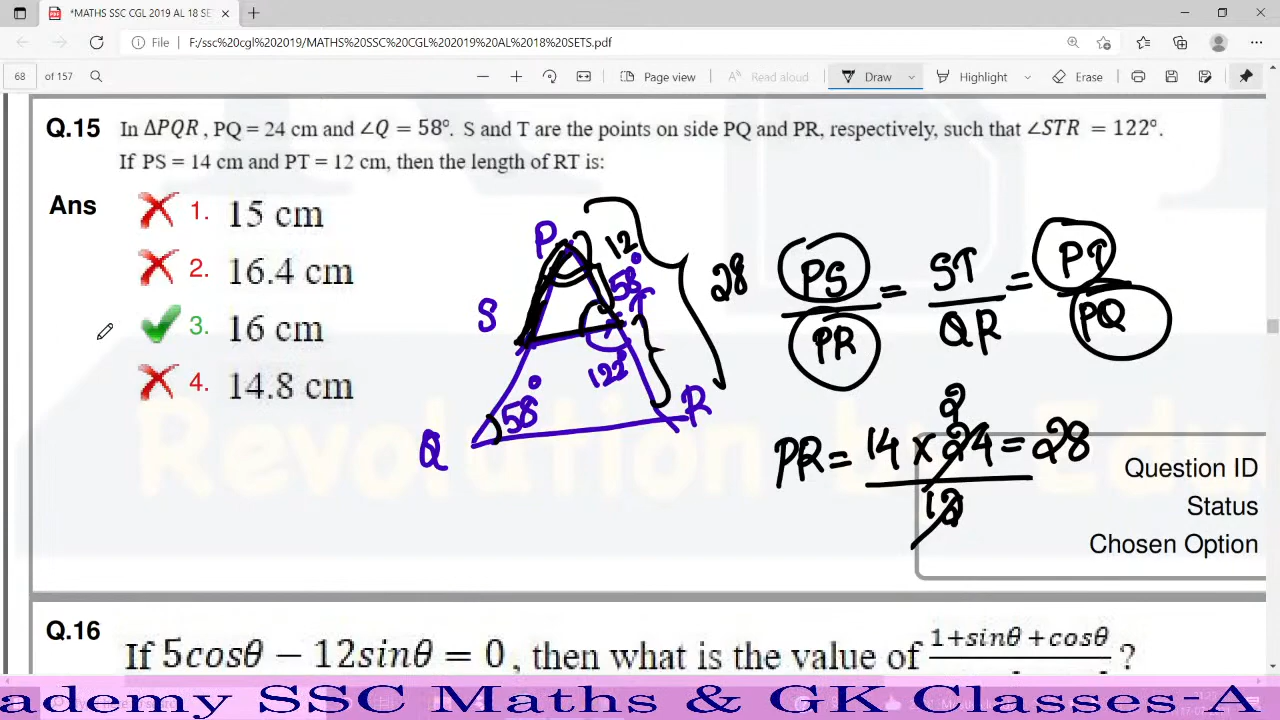 *MATHS SSC CGL 2019 AL 18 SE
File F:/ssc%20cgl%202019/MATHS%20SSC%20CGL%202019%20AL%2018%20SETS.pdf
68 of 157 Page view Read aloud Draw Highlight Erase
Q.15 In ΔPQR, PQ = 24 cm and ∠Q = 58°. S and T are the points on side PQ and PR, respectively, such that ∠STR = 122°.
If PS = 14 cm and PT = 12 cm, then the length of RT is:
Ans
1. 15 cm
2. 16.4 cm
3. 16 cm
4. 14.8 cm
P 12
58°
S T
28
122°
58°
Q R
PS/PR = ST/QR = PT/PQ
2
PR = 14 × 24 = 28
12
Question ID
Status
Chosen Option
Q.16 If 5cosθ − 12sinθ = 0, then what is the value of 1+sinθ+cosθ ?
ademy SSC Maths & GK Classes-A